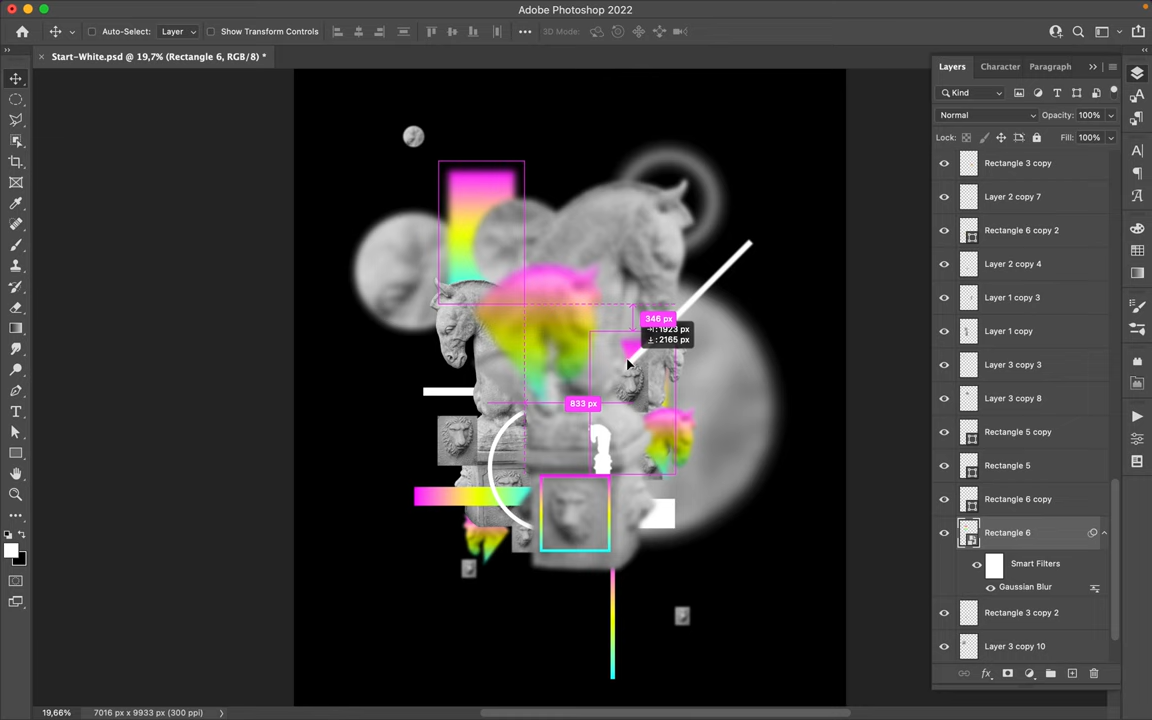 Adobe Photoshop 2022
Auto-Select:
Layer
Show Transform Controls
3D Mode:
Start-White.psd @ 19,7% (Rectangle 6, RGB/8) *
Layers
Character
Paragraph
Kind
Normal
Opacity: 100%
Lock:
Fill: 100%
Rectangle 3 copy
Layer 2 copy 7
Rectangle 6 copy 2
Layer 2 copy 4
Layer 1 copy 3
Layer 1 copy
Layer 3 copy 3
Layer 3 copy 8
Rectangle 5 copy
Rectangle 5
Rectangle 6 copy
Rectangle 6
Smart Filters
Gaussian Blur
Rectangle 3 copy 2
Layer 3 copy 10
346 px
: 1923 px
: 2165 px
833 px
19,66%
7016 px x 9933 px (300 ppi)